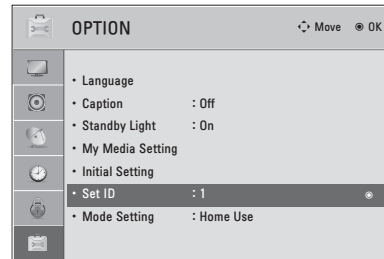 OPTION Move OK
• Language
• Caption : Off
• Standby Light : On
• My Media Setting
• Initial Setting
• Set ID : 1
• Mode Setting : Home Use